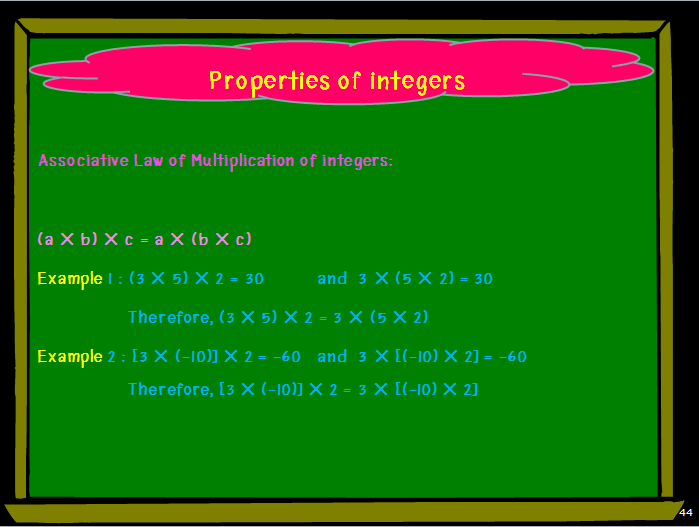 Properties of integers
Associative Law of Multiplication of integers:
(a × b) × c = a × (b × c)
Example 1 : (3 × 5) × 2 = 30 and 3 × (5 × 2) = 30
Therefore, (3 × 5) × 2 = 3 × (5 × 2)
Example 2 : [3 × (-10)] × 2 = -60 and 3 × [(-10) × 2] = -60
Therefore, [3 × (-10)] × 2 = 3 × [(-10) × 2]
44